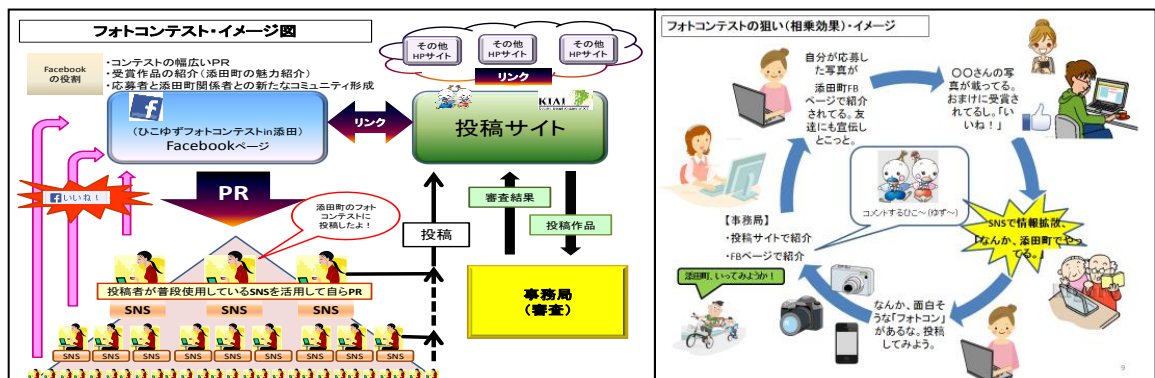 フォトコンテスト・イメージ図
Facebook
の役割
・コンテストの幅広いPR
・受賞作品の紹介(添田町の魅力紹介)
・応募者と添田町関係者との新たなコミュニティ形成
その他
HPサイト
その他
HPサイト
その他
HPサイト
リンク
(ひこゆずフォトコンテストin添田)
Facebookページ
リンク
KIAI
投稿サイト
いいね!
PR
添田町のフォト
コンテストに
投稿したよ!
投稿
審査結果
投稿作品
投稿者が普段使用しているSNSを活用して自らPR
SNS
SNS
SNS
SNS
SNS
SNS
SNS
SNS
SNS
SNS
SNS
SNS
事務局
(審査)
フォトコンテストの狙い(相乗効果)・イメージ
自分が応募し
た写真が
添田町FB
ページで紹介
されてる。友
達にも宣伝し
とこっと。
〇〇さんの写
真が載ってる。
おまけに受賞さ
れてるし。「い
いね!」
コメントするひこ~(ゆず~)
【事務局】
・投稿サイトで紹介
・FBページで紹介
SNSで情報拡散、
「なんか、添田町でやっ
てる。」
添田町、いってみようか!
なんか、面白そ
うな「フォトコン」
があるな。投稿
してみよう。
9